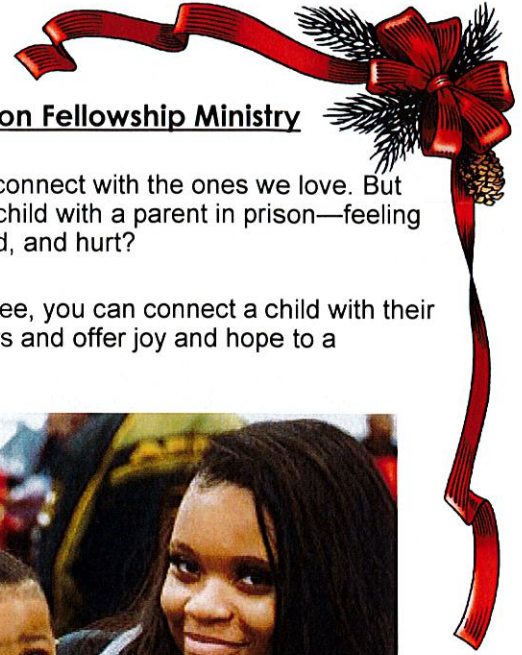 on Fellowship Ministry
connect with the ones we love. But
child with a parent in prison—feeling
d, and hurt?
ee, you can connect a child with their
s and offer joy and hope to a